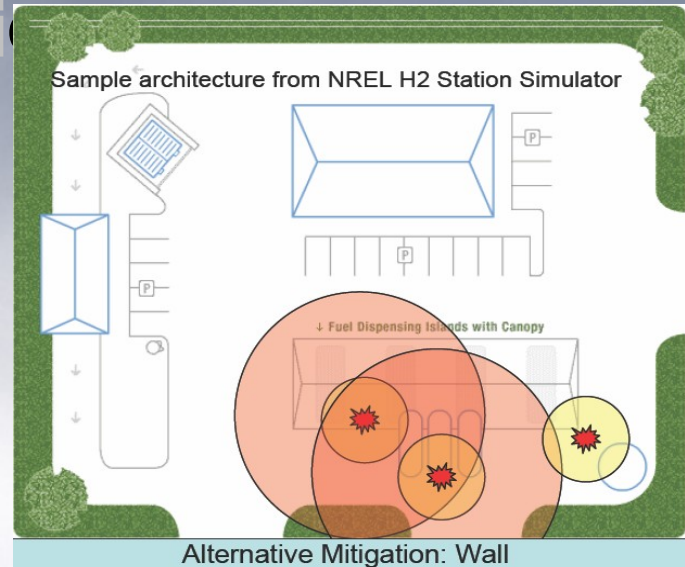 Sample architecture from NREL H2 Station Simulator
P
P
P
↓ Fuel Dispensing Islands with Canopy
Alternative Mitigation: Wall